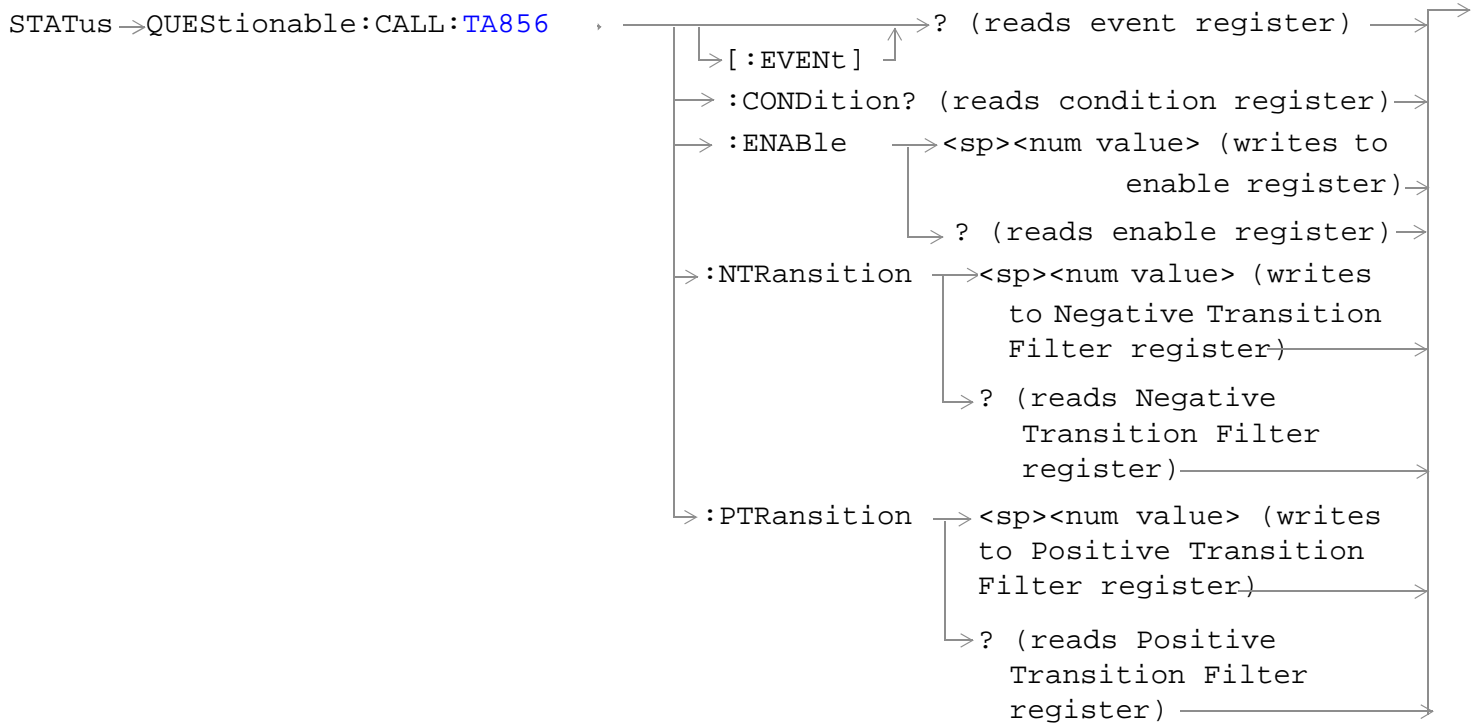 STATus QUEStionable:CALL:TA856 ? (reads event register)
[:EVENt]
:CONDition? (reads condition register)
:ENABle <sp><num value> (writes to
enable register)
? (reads enable register)
:NTRansition <sp><num value> (writes
to Negative Transition
Filter register)
? (reads Negative
Transition Filter
register)
:PTRansition <sp><num value> (writes
to Positive Transition
Filter register)
? (reads Positive
Transition Filter
register)